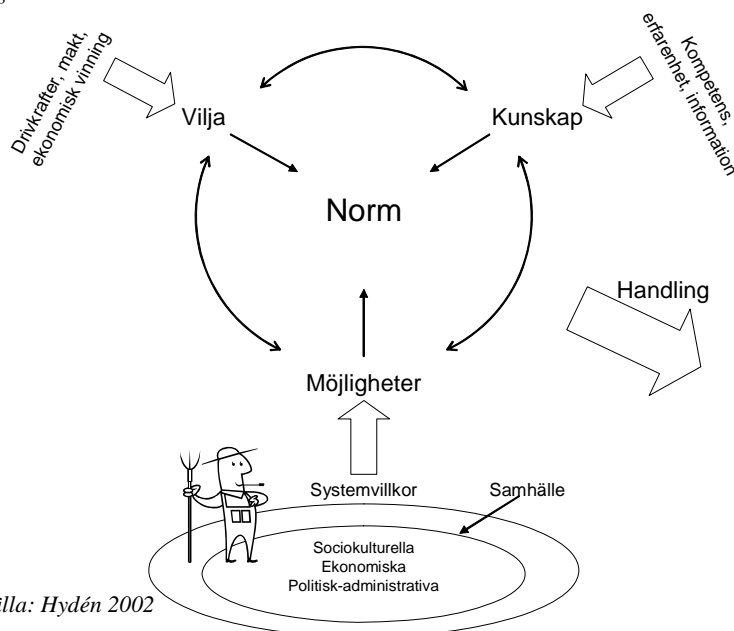 Drivkrafter, makt,
ekonomisk vinning
Kompetens,
erfarenhet, information
Vilja
Kunskap
Norm
Handling
Möjligheter
Systemvillkor
Samhälle
Sociokulturella
Ekonomiska
Politisk-administrativa
illa: Hydén 2002